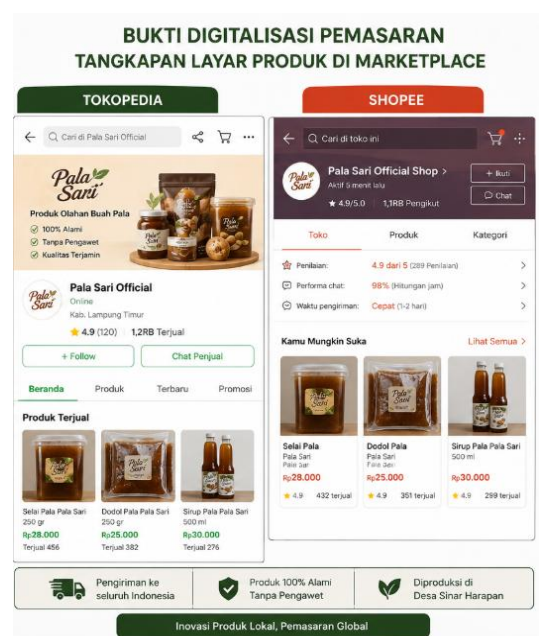 BUKTI DIGITALISASI PEMASARAN
TANGKAPAN LAYAR PRODUK DI MARKETPLACE
TOKOPEDIA
Cari di Pala Sari Official
Pala Sari
Produk Olahan Buah Pala
100% Alami
Tanpa Pengawet
Kualitas Terjamin
Pala Sari
Pala Sari Official
Online
Kab. Lampung Timur
4.9 (120) 1,2RB Terjual
+ Follow Chat Penjual
Beranda Produk Terbaru Promosi
Produk Terjual
Selai Pala Pala Sari
250 gr
Rp28.000
Terjual 456
Dodol Pala Pala Sari
250 gr
Rp25.000
Terjual 382
Sirup Pala Pala Sari
500 ml
Rp30.000
Terjual 276
SHOPEE
Cari di toko ini
Pala Sari
Pala Sari Official Shop >
Aktif 5 menit lalu
4.9/5.0 1,1RB Pengikut
+ Ikuti
Chat
Toko Produk Kategori
Penilaian: 4.9 dari 5 (289 Penilaian)
Performa chat: 98% (Hitungan jam)
Waktu pengiriman: Cepat (1-2 hari)
Kamu Mungkin Suka Lihat Semua >
Selai Pala
Pala Sari
Rp28.000
4.9 432 terjual
Dodol Pala
Pala Sari
Rp25.000
4.9 351 terjual
Sirup Pala Pala Sari
500 ml
Rp30.000
4.9 299 terjual
Pengiriman ke
seluruh Indonesia
Produk 100% Alami
Tanpa Pengawet
Diproduksi di
Desa Sinar Harapan
Inovasi Produk Lokal, Pemasaran Global